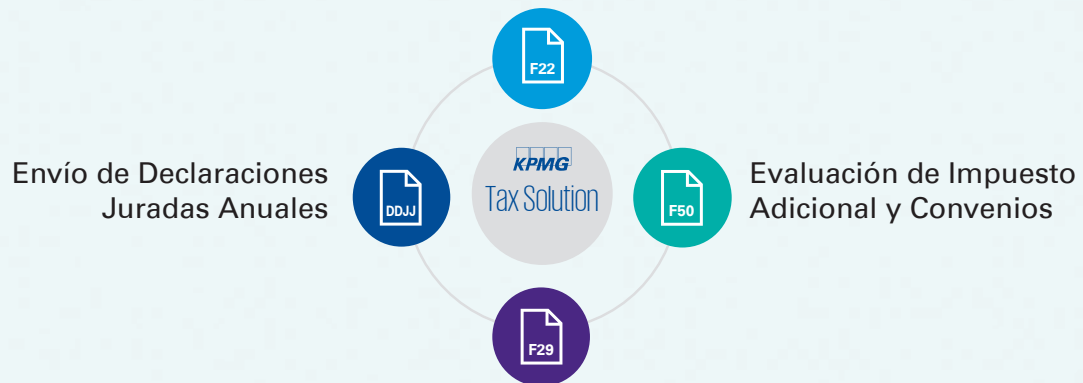 F22
Envío de Declaraciones
Juradas Anuales
DDJJ
KPMG
Tax Solution
F50
Evaluación de Impuesto
Adicional y Convenios
F29